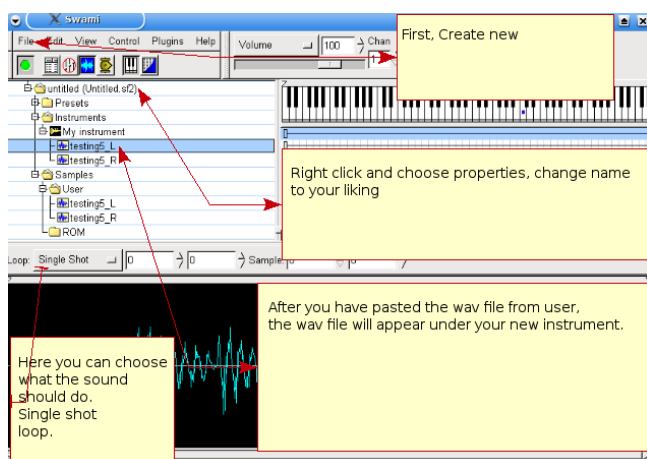 Swami
File Edit View Control Plugins Help
Volume 100 Chan
1
First, Create new
untitled (Untitled.sf2)
Presets
Instruments
My instrument
testing5_L
testing5_R
Samples
User
testing5_L
testing5_R
ROM
Right click and choose properties, change name
to your liking
Loop: Single Shot 0 0 Sample: 0 0
After you have pasted the wav file from user,
the wav file will appear under your new instrument.
Here you can choose
what the sound
should do.
Single shot
loop.